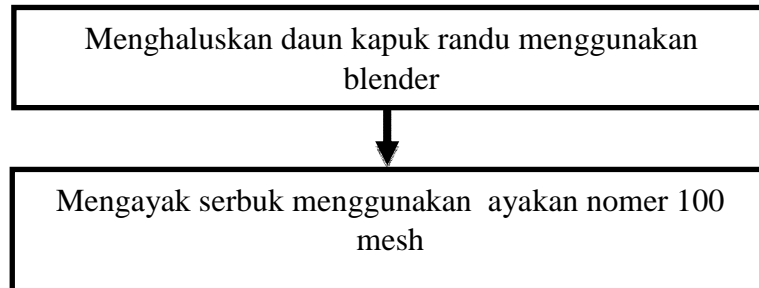 Menghaluskan daun kapuk randu menggunakan
blender
Mengayak serbuk menggunakan  ayakan nomer 100
mesh